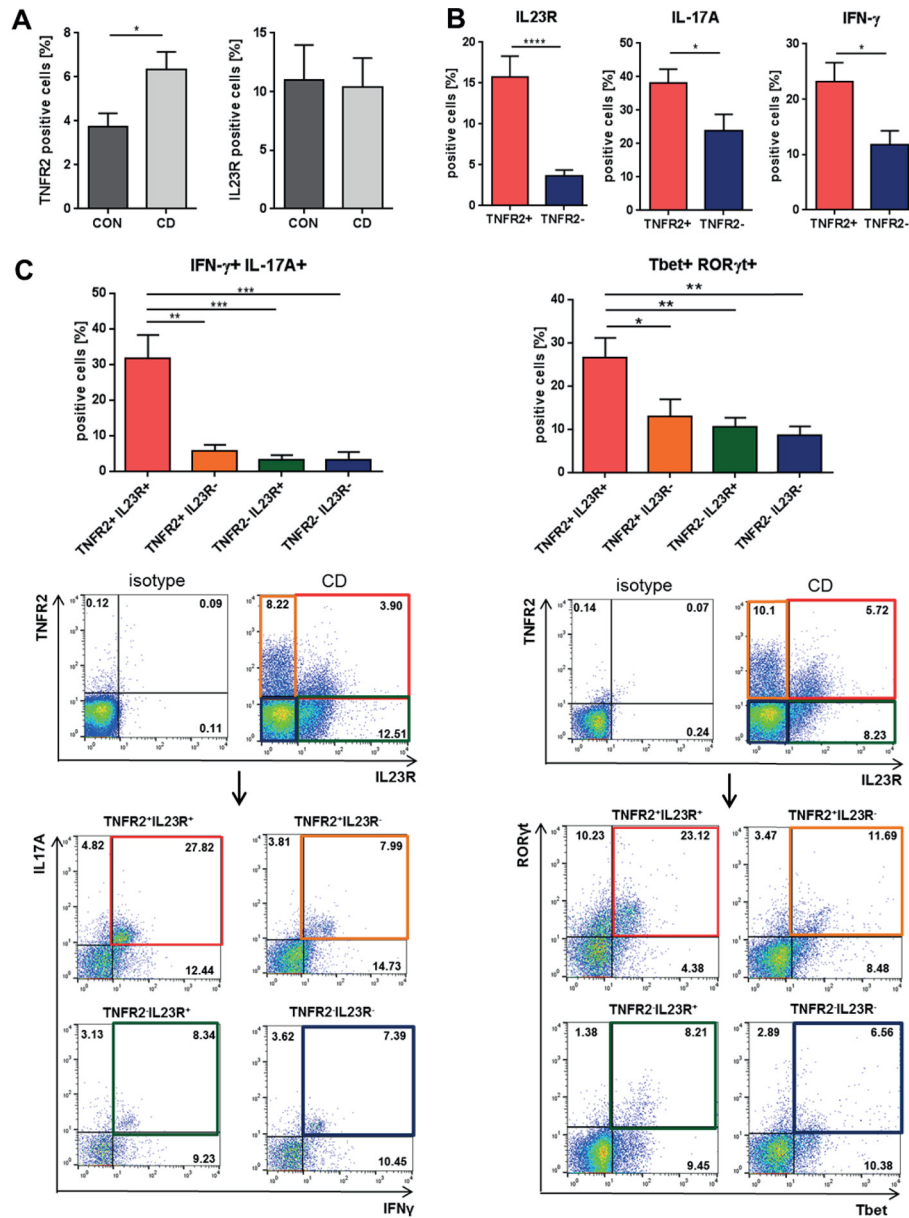 A
TNFR2 positive cells [%]
8
6
4
2
0
CON
CD
*
IL23R positive cells [%]
15
10
5
0
CON
CD
B
IL23R
positive cells [%]
20
15
10
5
0
****
TNFR2+
TNFR2-
IL-17A
positive cells [%]
50
40
30
20
10
0
*
TNFR2+
TNFR2-
IFN-γ
positive cells [%]
30
20
10
0
*
TNFR2+
TNFR2-
C
IFN-γ+ IL-17A+
positive cells [%]
50
40
30
20
10
0
***
***
**
TNFR2+ IL23R+
TNFR2+ IL23R-
TNFR2- IL23R+
TNFR2- IL23R-
Tbet+ RORγt+
positive cells [%]
40
30
20
10
0
**
**
*
TNFR2+ IL23R+
TNFR2+ IL23R-
TNFR2- IL23R+
TNFR2- IL23R-
TNFR2
isotype
0.12
0.09
0.11
CD
8.22
3.90
12.51
IL23R
TNFR2
isotype
0.14
0.07
0.24
CD
10.1
5.72
8.23
IL23R
IL17A
TNFR2⁺IL23R⁺
4.82
27.82
12.44
TNFR2⁺IL23R⁻
3.81
7.99
14.73
TNFR2⁻IL23R⁺
3.13
8.34
9.23
TNFR2⁻IL23R⁻
3.62
7.39
10.45
IFNγ
RORγt
TNFR2⁺IL23R⁺
10.23
23.12
4.38
TNFR2⁺IL23R⁻
3.47
11.69
8.48
TNFR2⁻IL23R⁺
1.38
8.21
9.45
TNFR2⁻IL23R⁻
2.89
6.56
10.38
Tbet